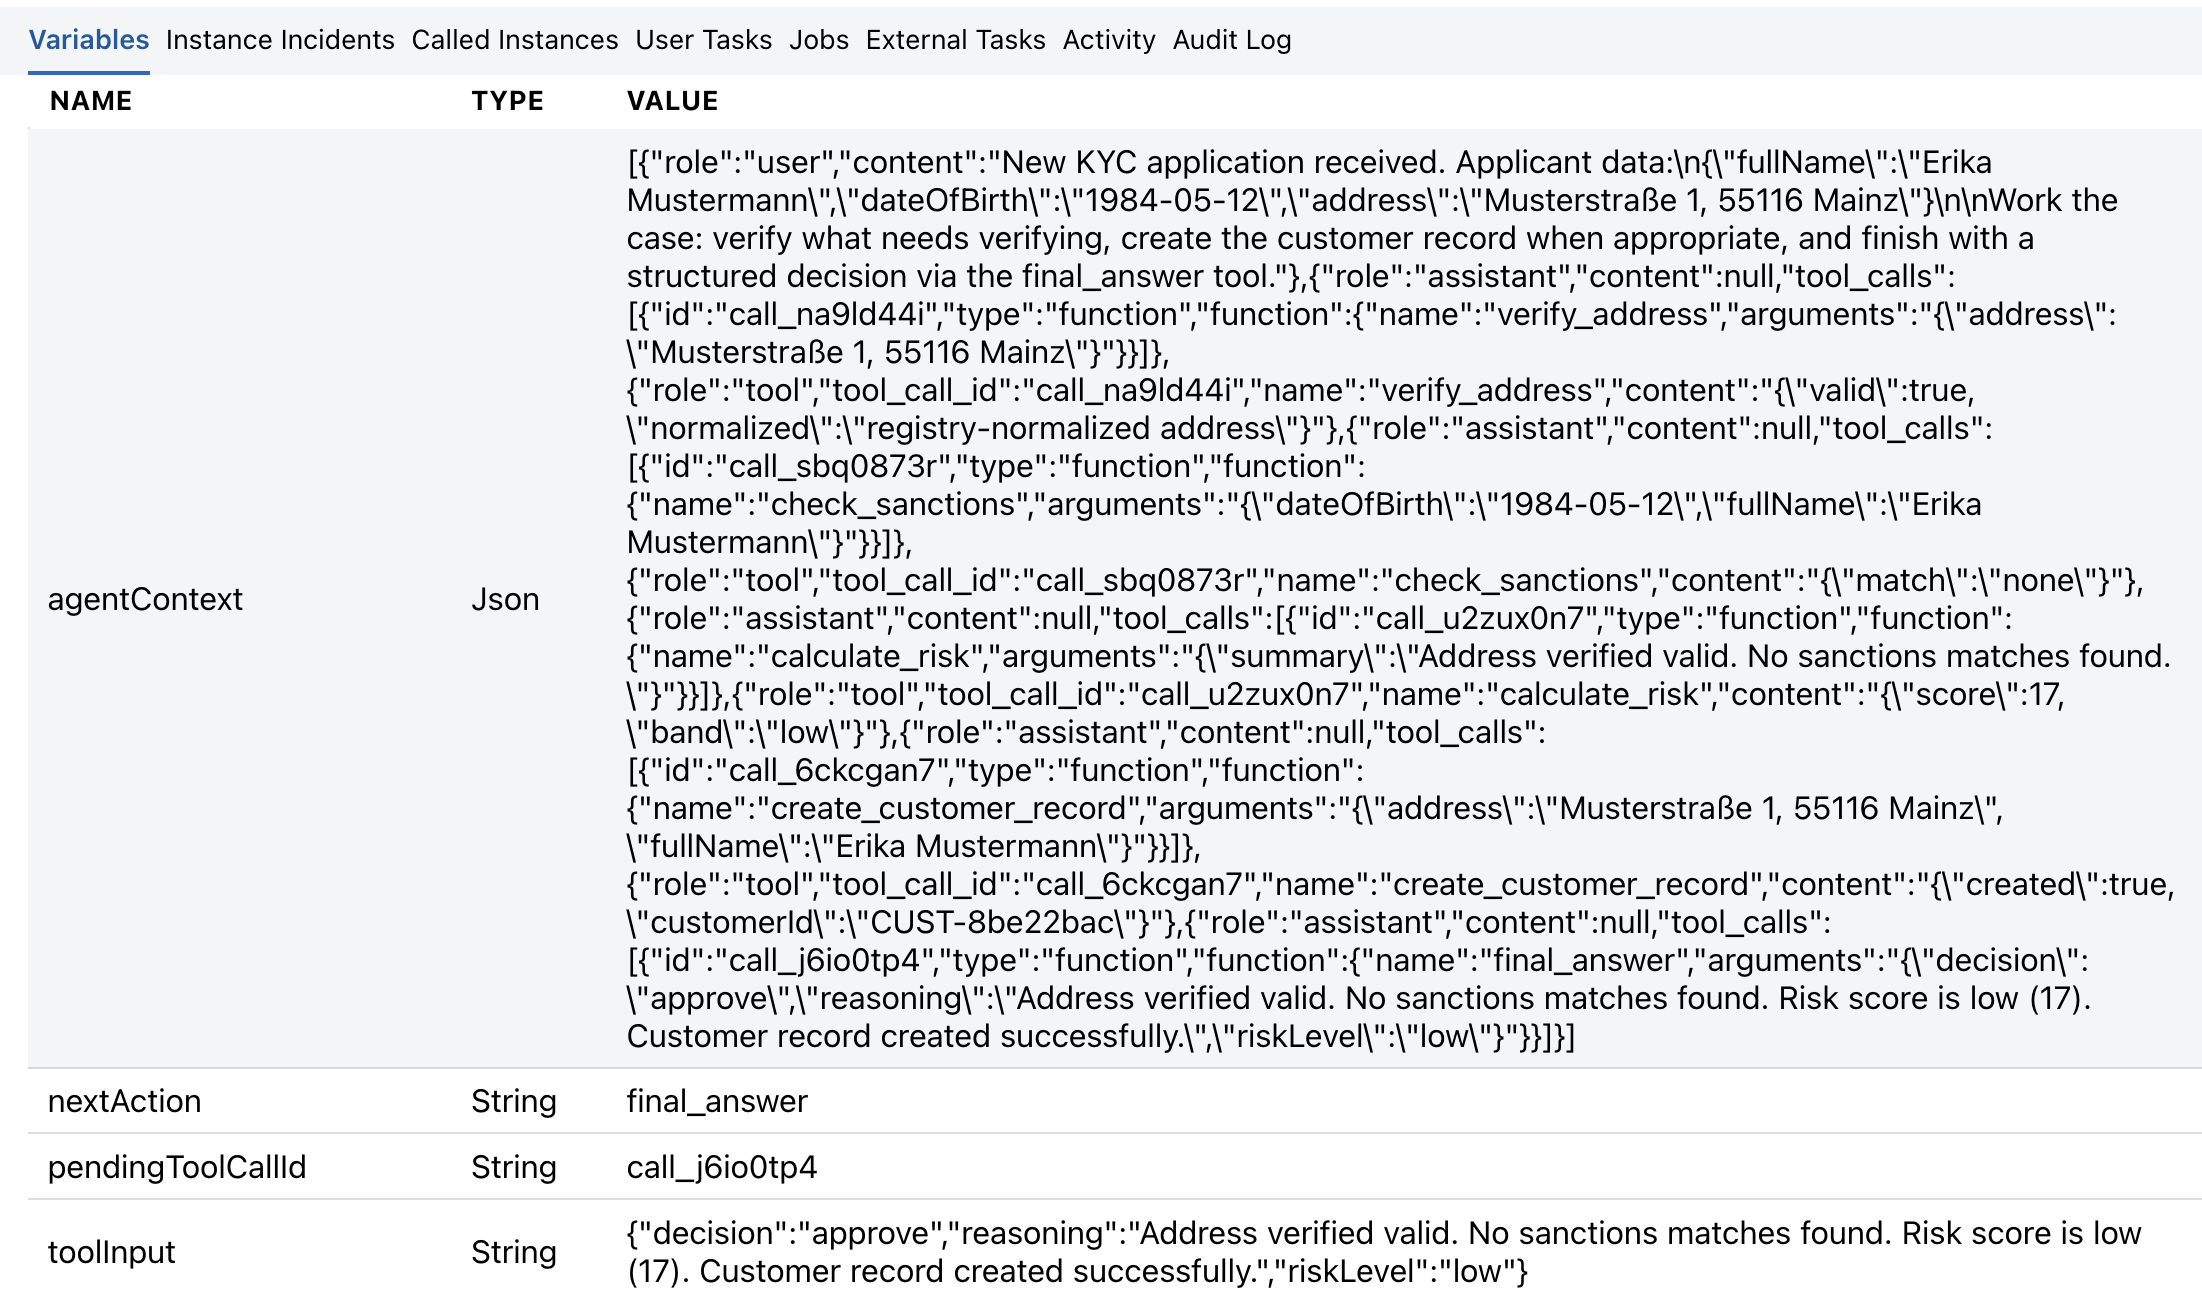 Variables Instance Incidents Called Instances User Tasks Jobs External Tasks Activity Audit Log
NAME TYPE VALUE
agentContext Json
[{"role":"user","content":"New KYC application received. Applicant data:\n{\"fullName\":\"Erika
Mustermann\",\"dateOfBirth\":\"1984-05-12\",\"address\":\"Musterstraße 1, 55116 Mainz\"}\n\nWork the
case: verify what needs verifying, create the customer record when appropriate, and finish with a
structured decision via the final_answer tool."},{"role":"assistant","content":null,"tool_calls":
[{"id":"call_na9ld44i","type":"function","function":{"name":"verify_address","arguments":"{\"address\":
\"Musterstraße 1, 55116 Mainz\"}"}}]},
{"role":"tool","tool_call_id":"call_na9ld44i","name":"verify_address","content":"{\"valid\":true,
\"normalized\":\"registry-normalized address\"}"},{"role":"assistant","content":null,"tool_calls":
[{"id":"call_sbq0873r","type":"function","function":
{"name":"check_sanctions","arguments":"{\"dateOfBirth\":\"1984-05-12\",\"fullName\":\"Erika
Mustermann\"}"}}]},
{"role":"tool","tool_call_id":"call_sbq0873r","name":"check_sanctions","content":"{\"match\":\"none\"}"},
{"role":"assistant","content":null,"tool_calls":[{"id":"call_u2zux0n7","type":"function","function":
{"name":"calculate_risk","arguments":"{\"summary\":\"Address verified valid. No sanctions matches found.
\"}"}}]},{"role":"tool","tool_call_id":"call_u2zux0n7","name":"calculate_risk","content":"{\"score\":17,
\"band\":\"low\"}"},{"role":"assistant","content":null,"tool_calls":
[{"id":"call_6ckcgan7","type":"function","function":
{"name":"create_customer_record","arguments":"{\"address\":\"Musterstraße 1, 55116 Mainz\",
\"fullName\":\"Erika Mustermann\"}"}}]},
{"role":"tool","tool_call_id":"call_6ckcgan7","name":"create_customer_record","content":"{\"created\":true,
\"customerId\":\"CUST-8be22bac\"}"},{"role":"assistant","content":null,"tool_calls":
[{"id":"call_j6io0tp4","type":"function","function":{"name":"final_answer","arguments":"{\"decision\":
\"approve\",\"reasoning\":\"Address verified valid. No sanctions matches found. Risk score is low (17).
Customer record created successfully.\",\"riskLevel\":\"low\"}"}}]}]
nextAction String final_answer
pendingToolCallId String call_j6io0tp4
toolInput String
{"decision":"approve","reasoning":"Address verified valid. No sanctions matches found. Risk score is low
(17). Customer record created successfully.","riskLevel":"low"}